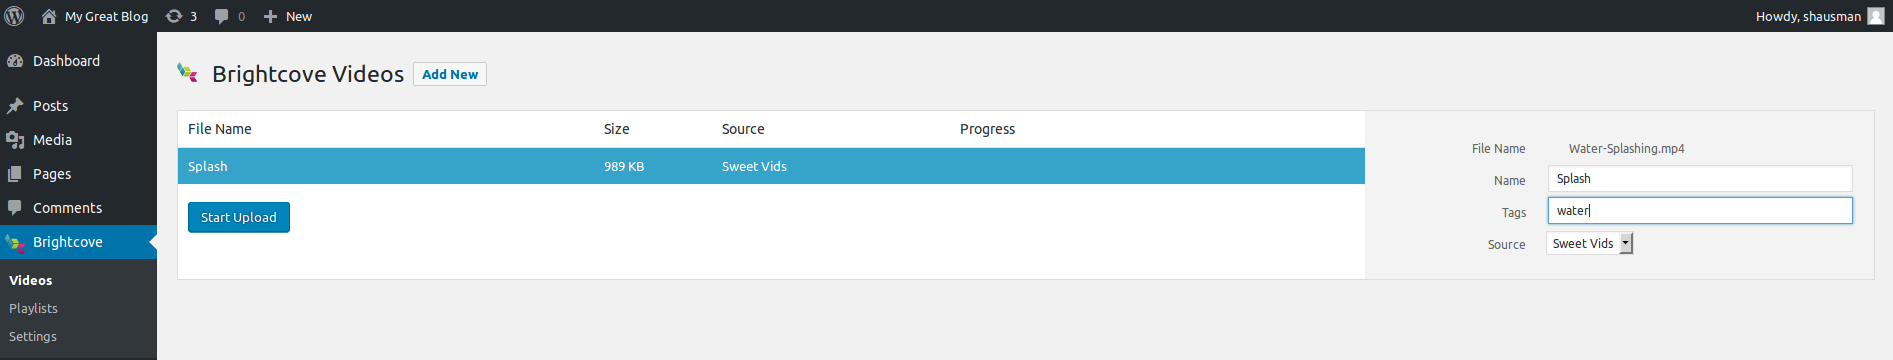 My Great Blog 3 0 New Howdy, shausman
Dashboard
Posts
Media
Pages
Comments
Brightcove
Videos
Playlists
Settings
Brightcove Videos Add New
File Name Size Source Progress
Splash 989 KB Sweet Vids
Start Upload
File Name Water-Splashing.mp4
Name Splash
Tags water
Source Sweet Vids